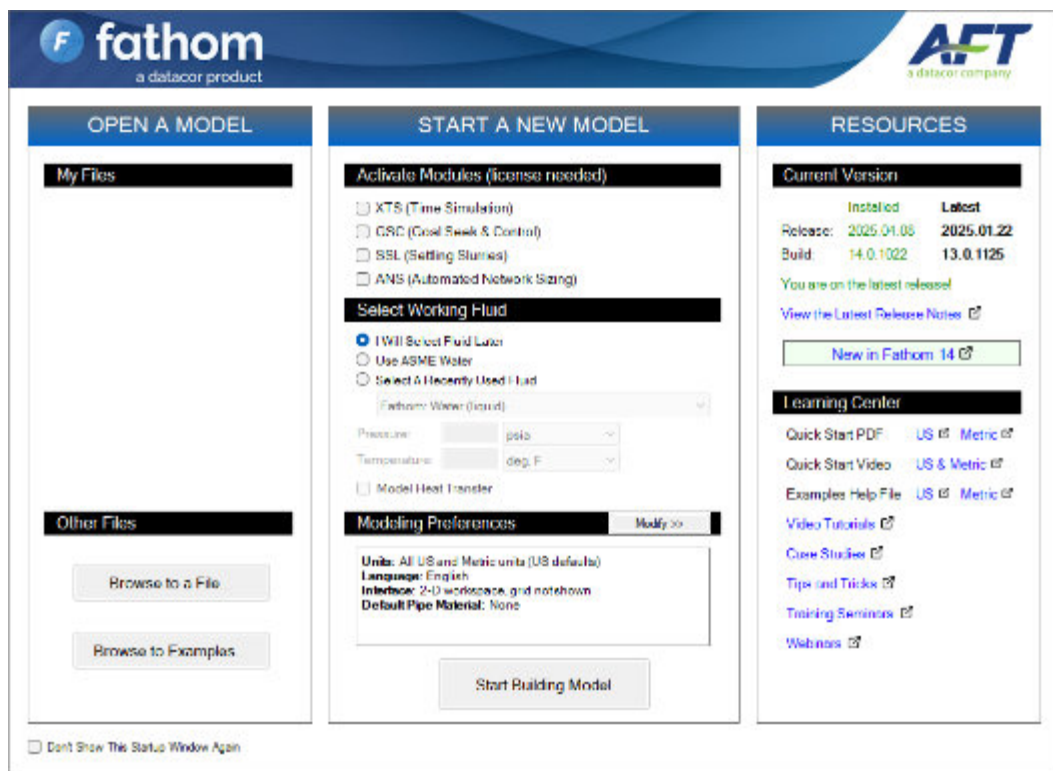 fathom
a datacor product
AFT
a datacor company
OPEN A MODEL
My Files
Other Files
Browse to a File
Browse to Examples
START A NEW MODEL
Activate Modules (license needed)
XTS (Time Simulation)
GSC (Goal Seek & Control)
SSL (Settling Slurries)
ANS (Automated Network Sizing)
Select Working Fluid
I Will Select Fluid Later
Use ASME Water
Select A Recently Used Fluid
Fathom: Water (liquid)
Pressure: psia
Temperature: deg. F
Model Heat Transfer
Modeling Preferences Modify >>
Units: All US and Metric units (US defaults)
Language: English
Interface: 2-D workspace, grid not shown
Default Pipe Material: None
Start Building Model
RESOURCES
Current Version
Installed Latest
Release: 2025.04.08 2025.01.22
Build: 14.0.1022 13.0.1125
You are on the latest release!
View the Latest Release Notes
New in Fathom 14
Learning Center
Quick Start PDF US Metric
Quick Start Video US & Metric
Examples Help File US Metric
Video Tutorials
Case Studies
Tips and Tricks
Training Seminars
Webinars
Don't Show This Startup Window Again